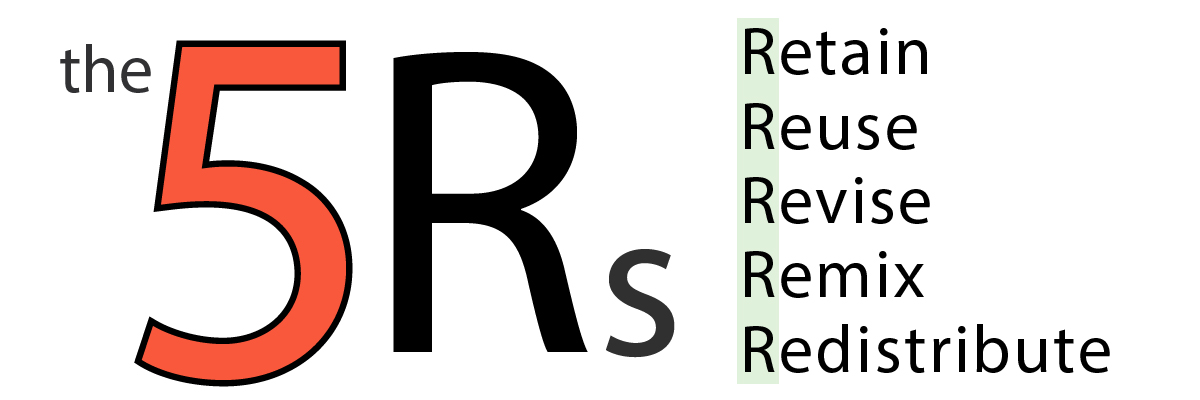 the 5Rs
Retain
Reuse
Revise
Remix
Redistribute